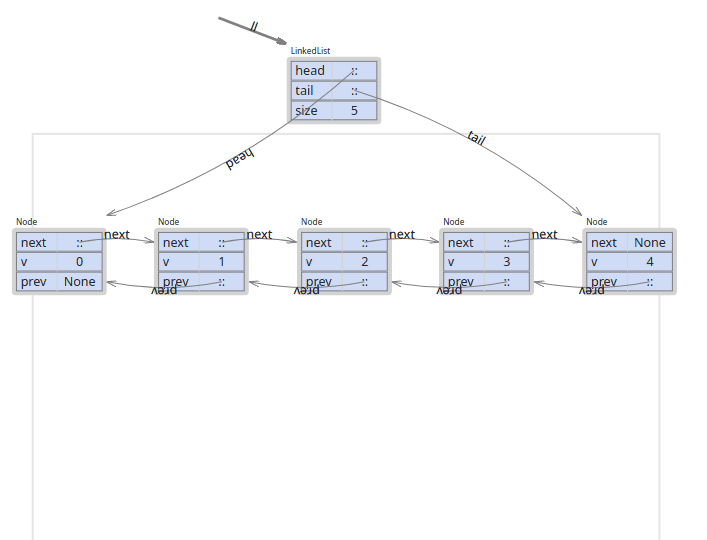 ll
LinkedList
head ::
tail ::
size 5
head
tail
Node Node Node Node Node
next :: next next :: next next :: next next :: next next None
v 0 v 1 v 2 v 3 v 4
prev None prev :: prev :: prev :: prev ::
prev prev prev prev